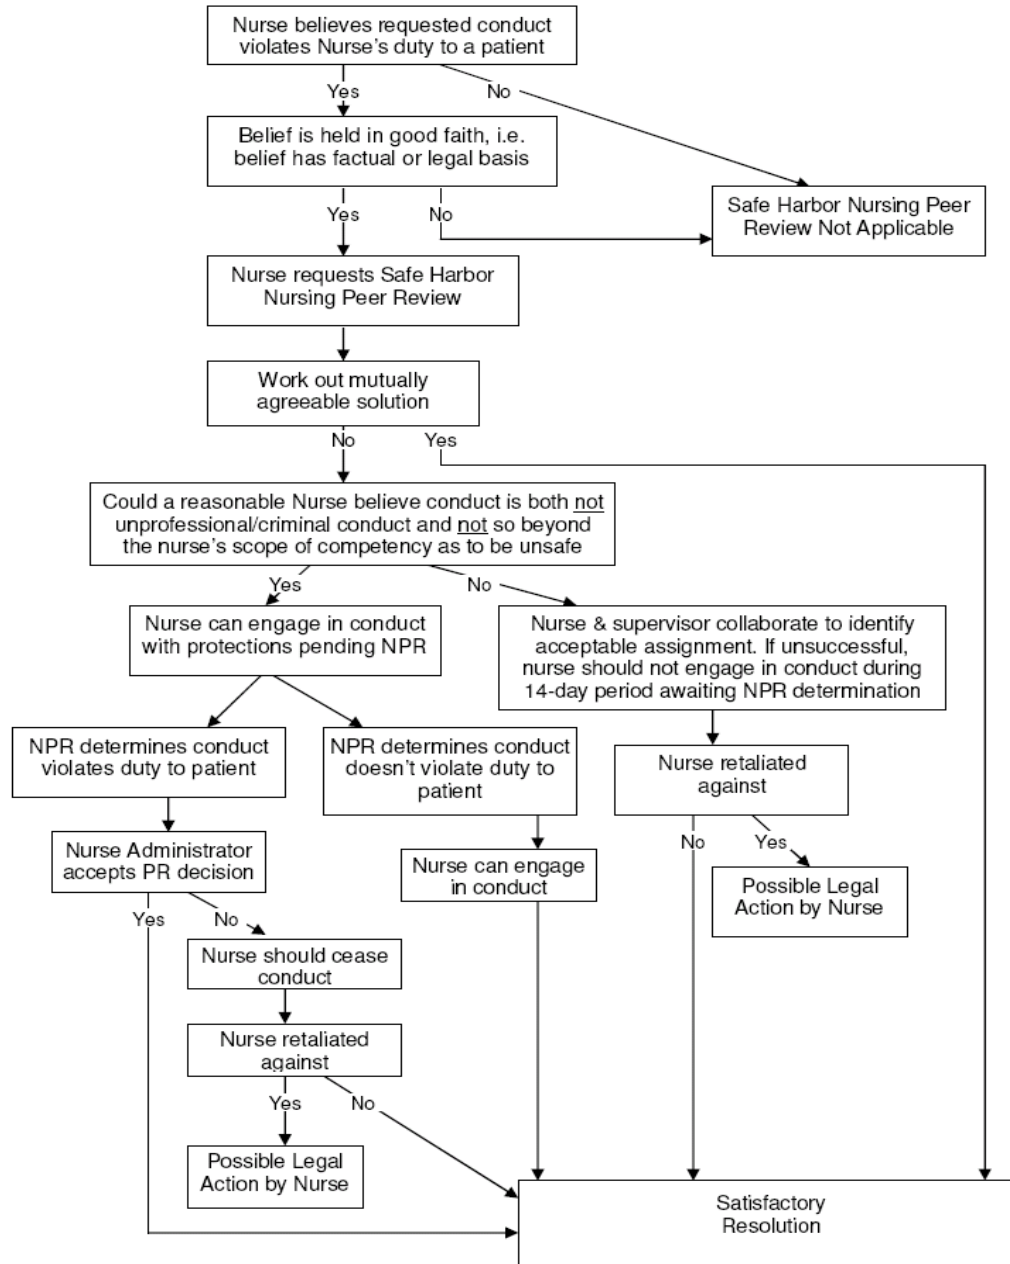 Nurse believes requested conduct
violates Nurse's duty to a patient
Yes
No
Belief is held in good faith, i.e.
belief has factual or legal basis
Yes
No
Safe Harbor Nursing Peer
Review Not Applicable
Nurse requests Safe Harbor
Nursing Peer Review
Work out mutually
agreeable solution
No
Yes
Could a reasonable Nurse believe conduct is both not
unprofessional/criminal conduct and not so beyond
the nurse's scope of competency as to be unsafe
Yes
No
Nurse can engage in conduct
with protections pending NPR
Nurse & supervisor collaborate to identify
acceptable assignment. If unsuccessful,
nurse should not engage in conduct during
14-day period awaiting NPR determination
NPR determines conduct
violates duty to patient
NPR determines conduct
doesn't violate duty to
patient
Nurse retaliated
against
No
Yes
Nurse Administrator
accepts PR decision
Nurse can engage
in conduct
Possible Legal
Action by Nurse
Yes
No
Nurse should cease
conduct
Nurse retaliated
against
Yes
No
Possible Legal
Action by Nurse
Satisfactory
Resolution